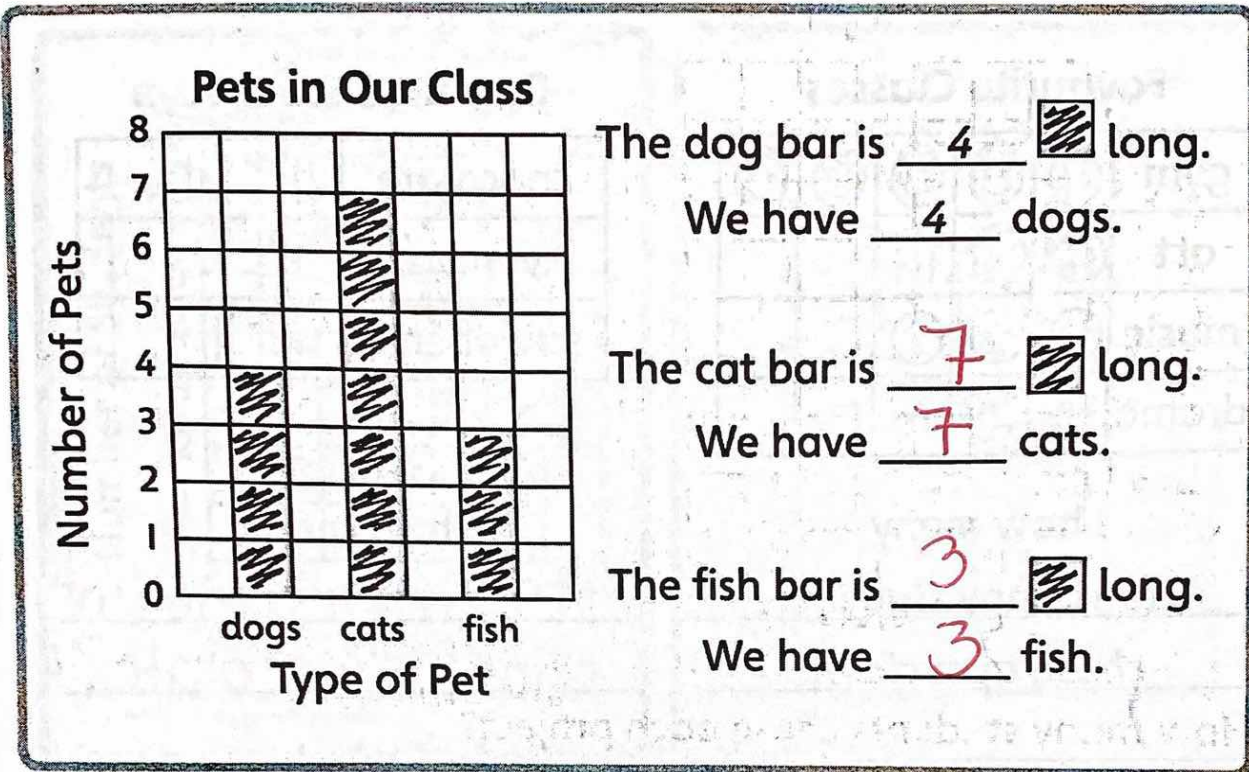 Pets in Our Class
8
7
6
5
4
3
2
1
0
Number of Pets
dogs cats fish
Type of Pet
The dog bar is 4 long.
We have 4 dogs.
The cat bar is 7 long.
We have 7 cats.
The fish bar is 3 long.
We have 3 fish.